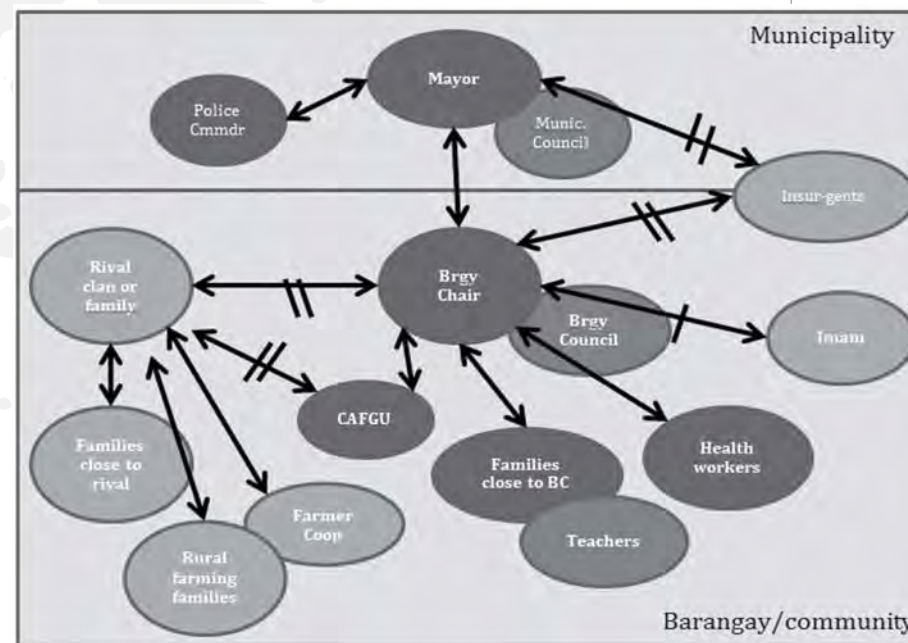 Municipality
Mayor
Police
Cmmdr
Munic.
Council
Insur-gents
Rival
clan or
family
Brgy
Chair
Brgy
Council
Imam
CAFGU
Families
close to
rival
Families
close to BC
Health
workers
Farmer
Coop
Teachers
Rural
farming
families
Barangay/community